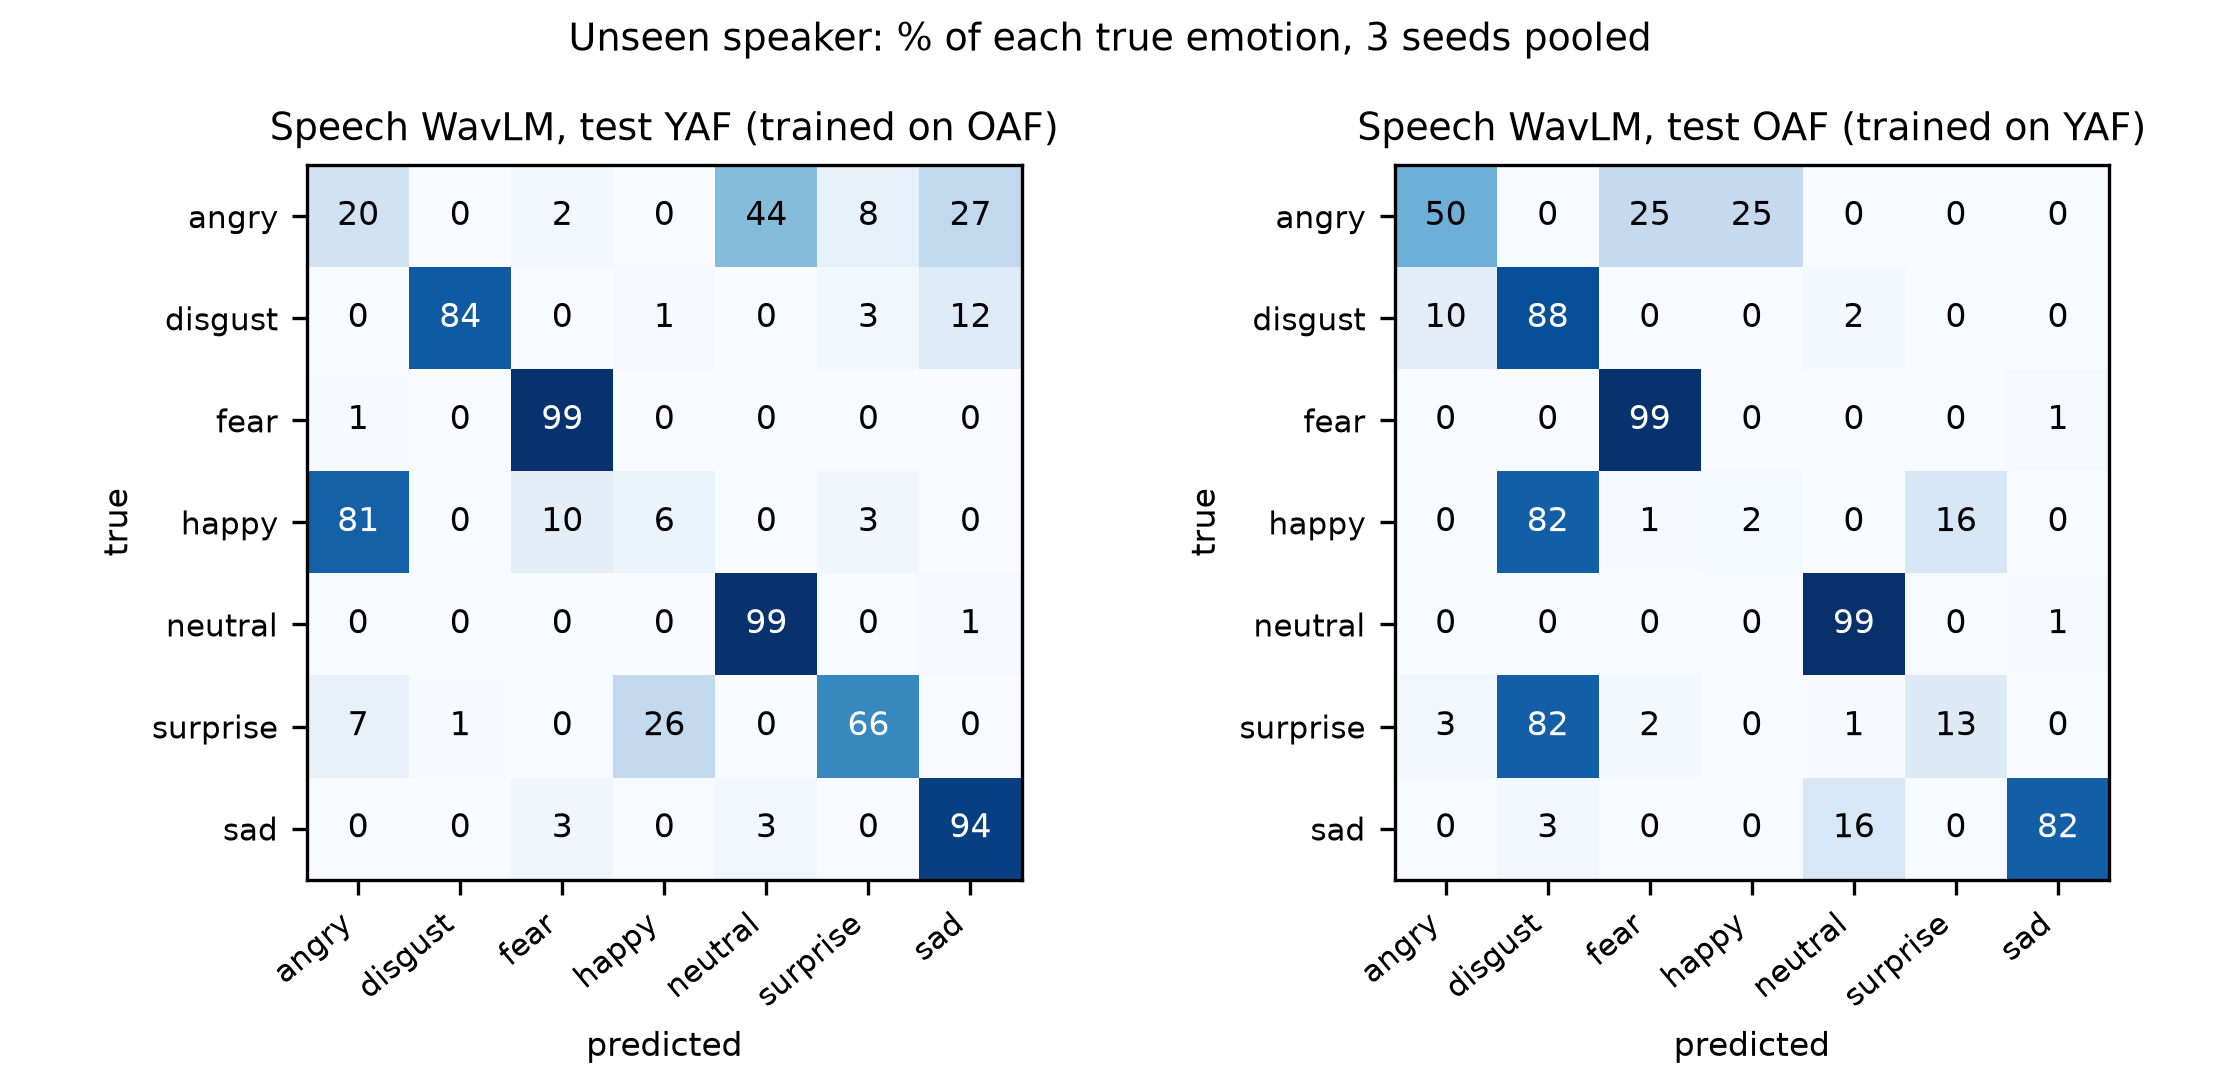 Unseen speaker: % of each true emotion, 3 seeds pooled
Speech WavLM, test YAF (trained on OAF)
true
angry 20 0 2 0 44 8 27
disgust 0 84 0 1 0 3 12
fear 1 0 99 0 0 0 0
happy 81 0 10 6 0 3 0
neutral 0 0 0 0 99 0 1
surprise 7 1 0 26 0 66 0
sad 0 0 3 0 3 0 94
angry disgust fear happy neutral surprise sad
predicted
Speech WavLM, test OAF (trained on YAF)
true
angry 50 0 25 25 0 0 0
disgust 10 88 0 0 2 0 0
fear 0 0 99 0 0 0 1
happy 0 82 1 2 0 16 0
neutral 0 0 0 0 99 0 1
surprise 3 82 2 0 1 13 0
sad 0 3 0 0 16 0 82
angry disgust fear happy neutral surprise sad
predicted